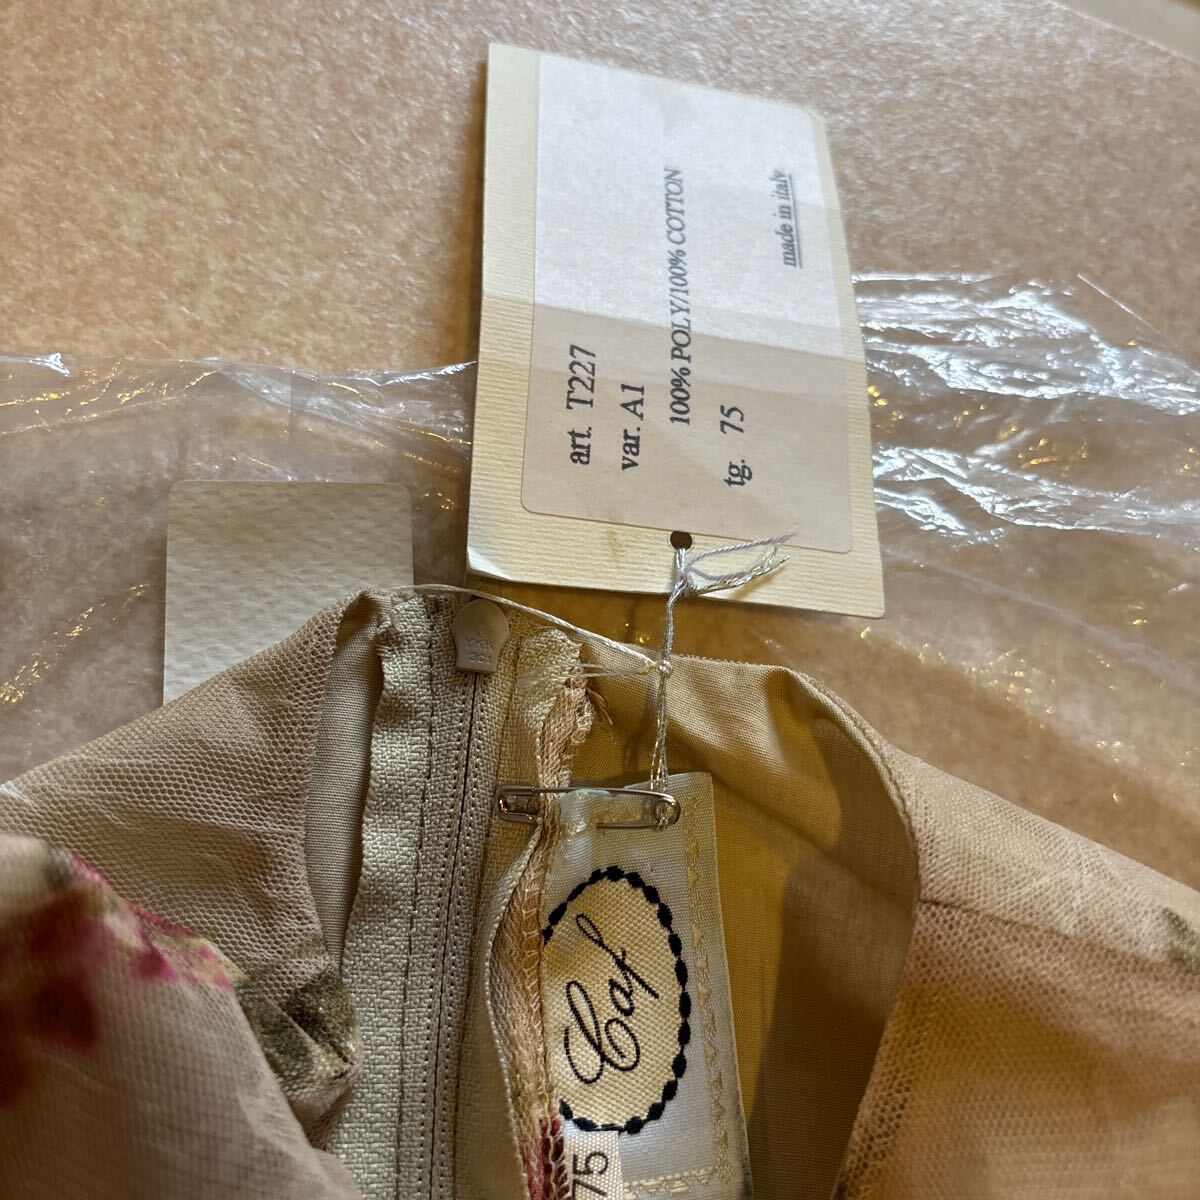 art. T227
var. A1
100% POLY/100% COTTON
tg. 75
made in italy
Caf
75